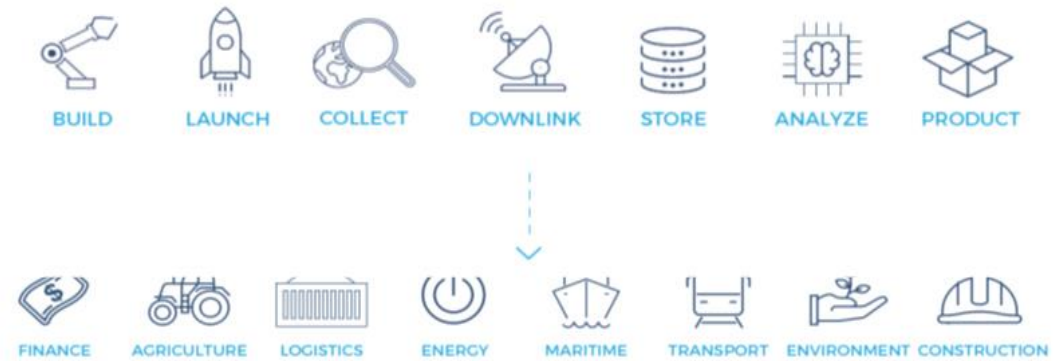 BUILD LAUNCH COLLECT DOWNLINK STORE ANALYZE PRODUCT
$
FINANCE AGRICULTURE LOGISTICS ENERGY MARITIME TRANSPORT ENVIRONMENT CONSTRUCTION